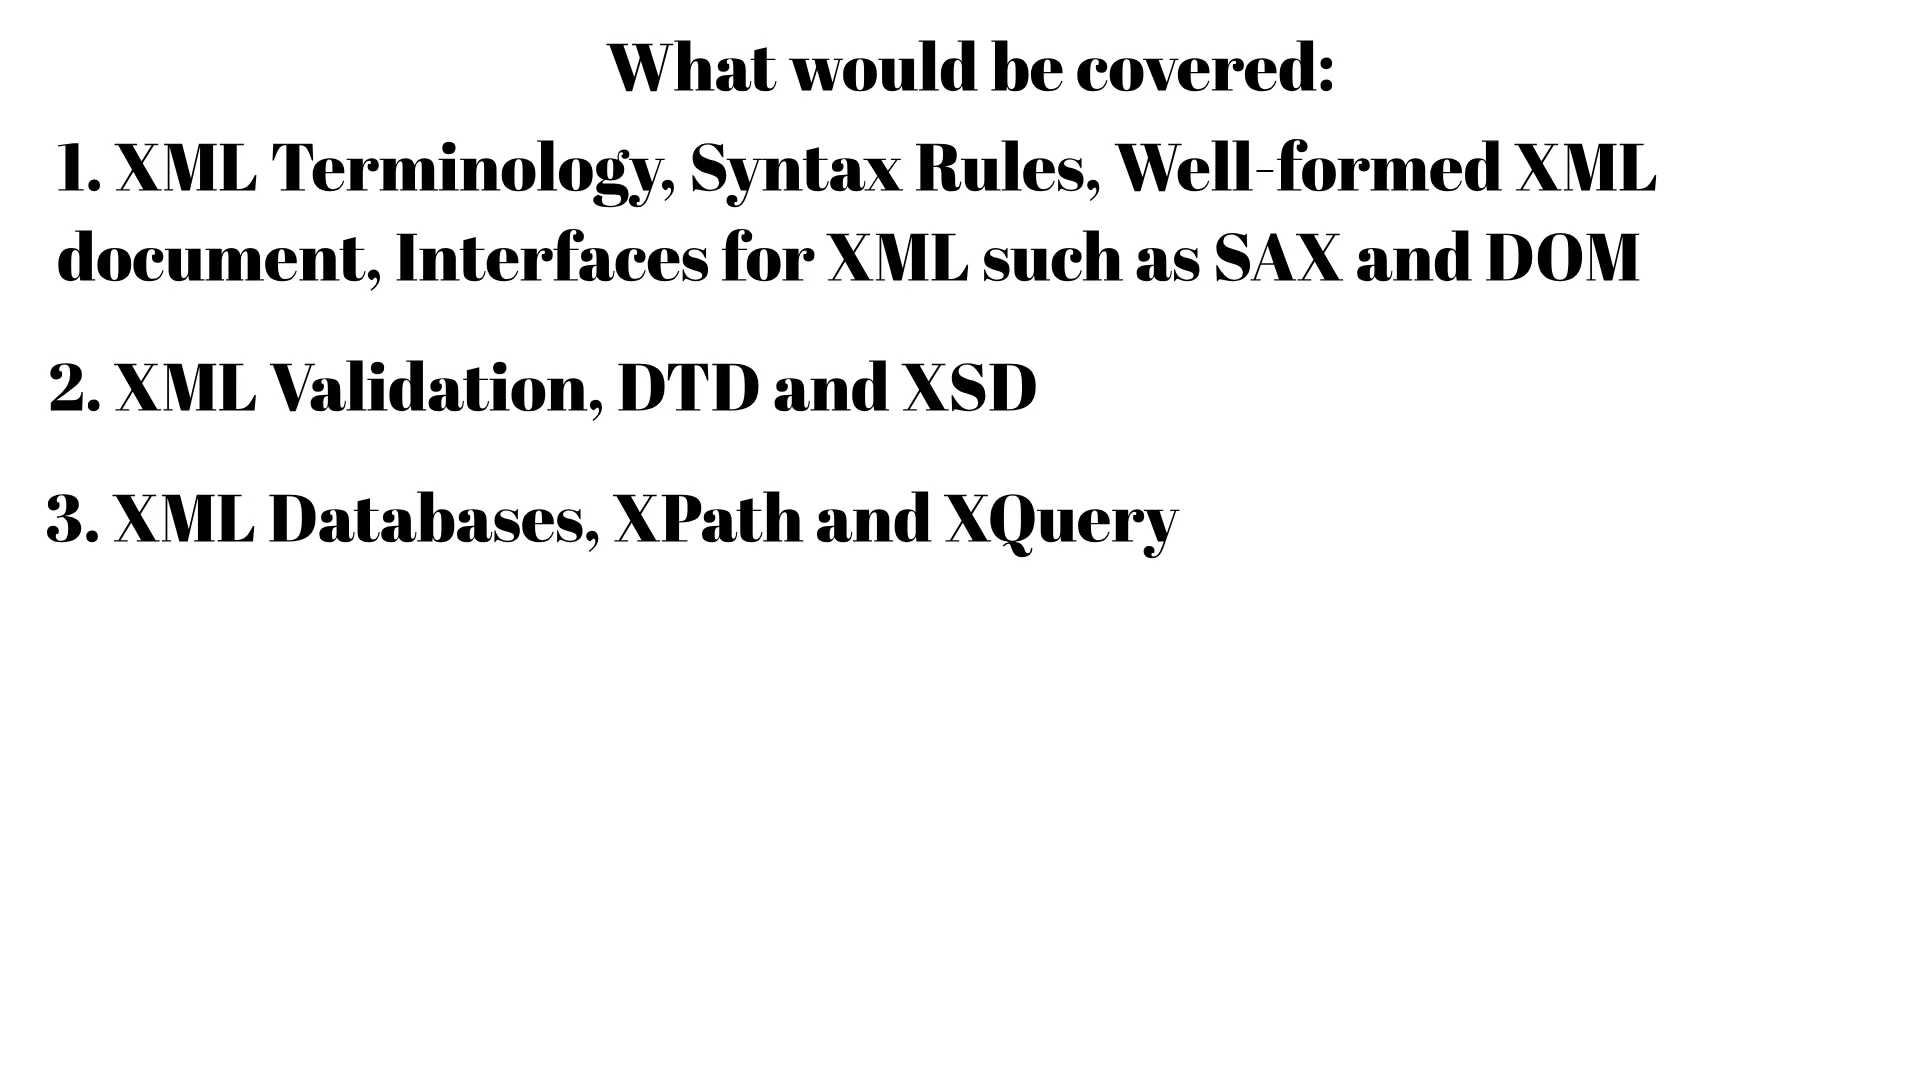 What would be covered:
1. XML Terminology, Syntax Rules, Well-formed XML
document, Interfaces for XML such as SAX and DOM
2. XML Validation, DTD and XSD
3. XML Databases, XPath and XQuery